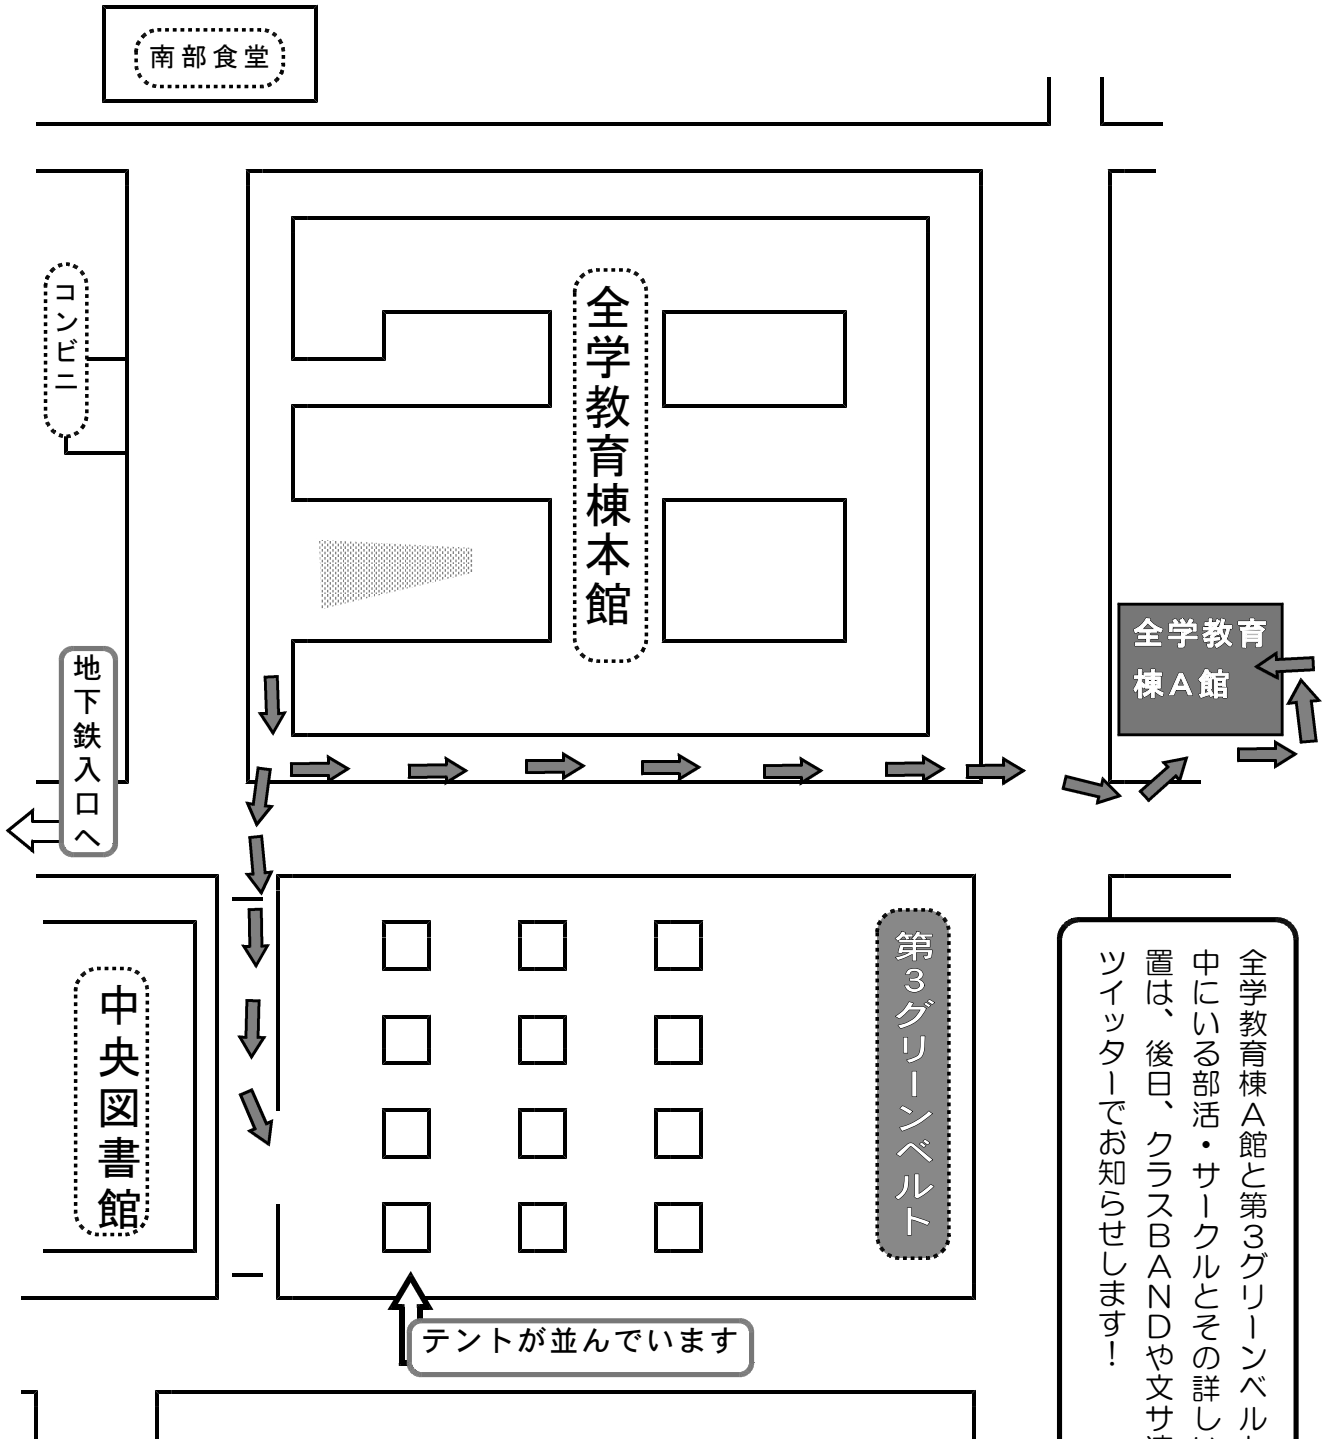 南部食堂
コンビニ
全学教育棟本館
全学教育
棟A館
地下鉄入口へ
中央図書館
第3グリーンベルト
テントが並んでいます
全学教育棟A館と第3グリーンベル
中にいる部活・サークルとその詳し
置は、後日、クラスBANDや文サ
ツイッターでお知らせします！